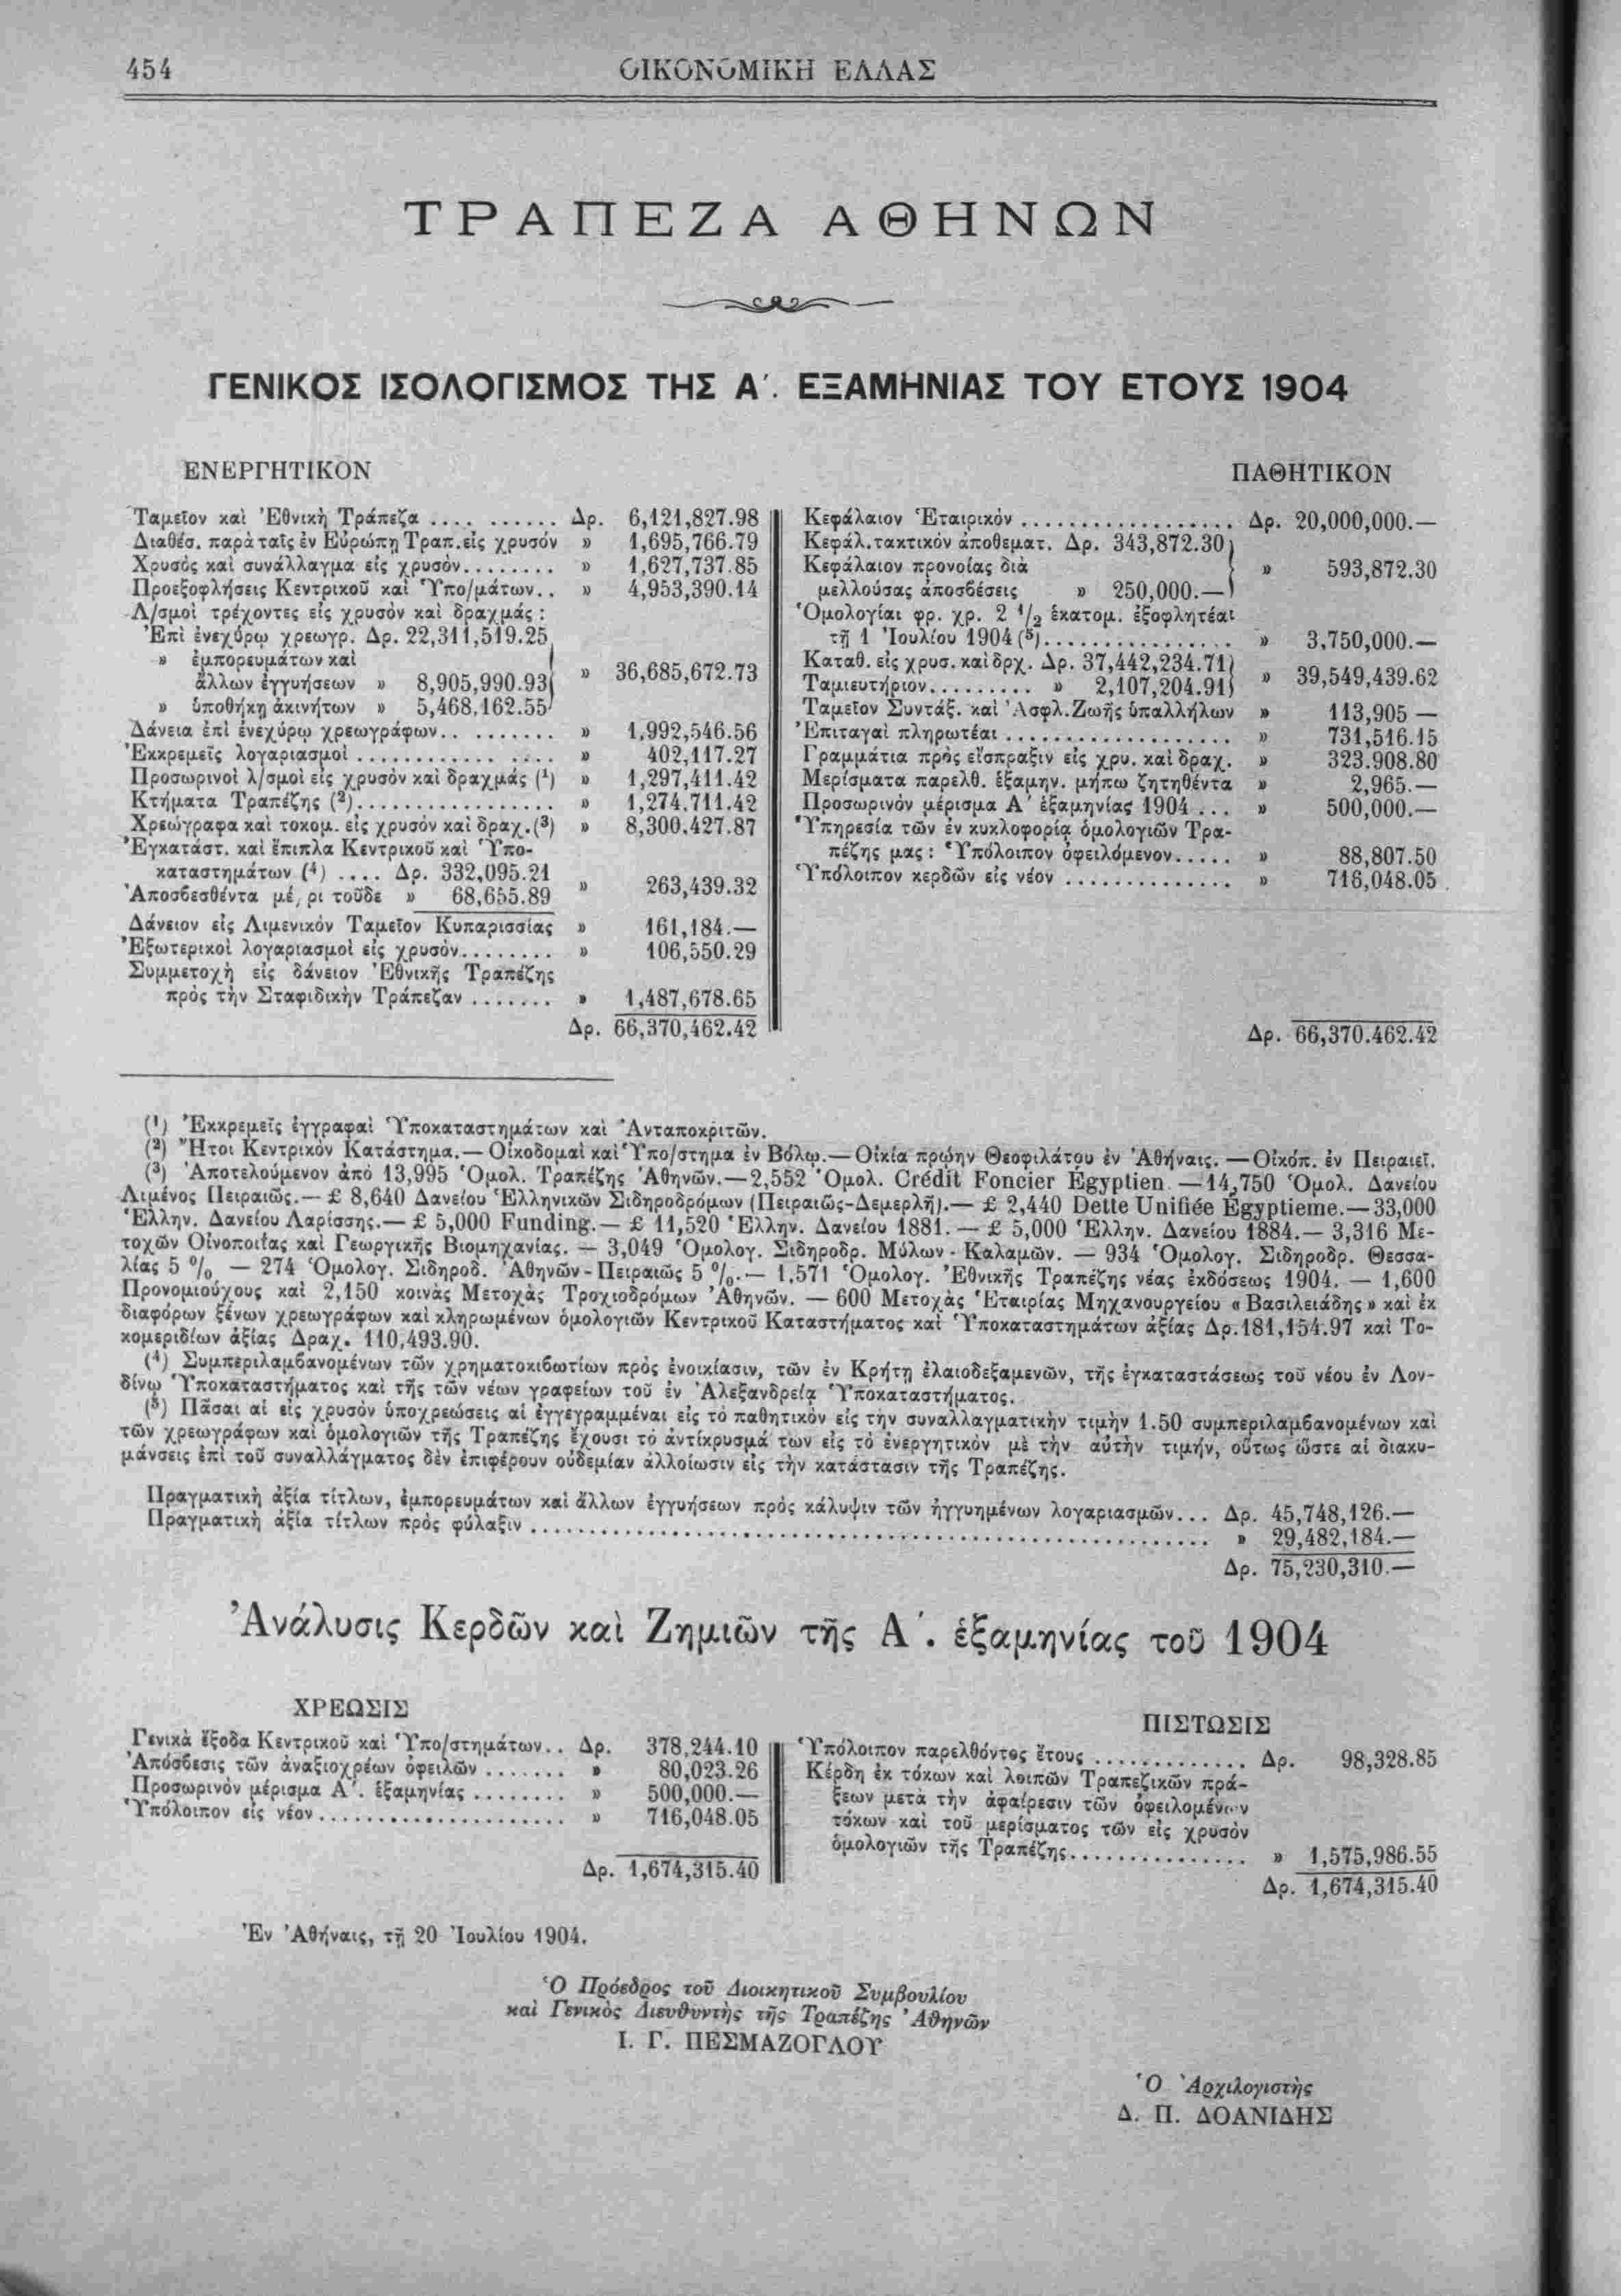 454
ΟΙΚΟΝΟΜΙΚΗ ΕΛΛΑΣ
ΤΡΑΠΕΖΑ ΑΘΗΝΩΝ
ΓΕΝΙΚΟΣ ΙΣΟΛΟΓΙΣΜΟΣ ΤΗΣ Α΄. ΕΞΑΜΗΝΙΑΣ ΤΟΥ ΕΤΟΥΣ 1904
ΕΝΕΡΓΗΤΙΚΟΝ
Ταμεῖον καὶ Ἐθνικὴ Τράπεζα .... ...... Δρ. 6,121,827.98
Διαθέσ. παρὰ ταῖς ἐν Εὐρώπῃ Τραπ. εἰς χρυσόν » 1,695,766.79
Χρυσός καὶ συνάλλαγμα εἰς χρυσόν........ » 1,627,737.85
Προεξοφλήσεις Κεντρικοῦ καὶ Ὑπο/μάτων.. » 4,953,390.14
Λ/σμοὶ τρέχοντες εἰς χρυσὸν καὶ δραχμάς :
Ἐπὶ ἐνεχύρῳ χρεωγρ. Δρ. 22,311,519.25
» ἐμπορευμάτων καὶ
ἄλλων ἐγγυήσεων » 8,905,990.93 » 36,685,672.73
» ὑποθήκῃ ἀκινήτων » 5,468,162.55
Δάνεια ἐπὶ ἐνεχύρῳ χρεωγράφων.......... » 1,992,546.56
Ἐκκρεμεῖς λογαριασμοὶ ................ » 402,117.27
Προσωρινοὶ λ/σμοὶ εἰς χρυσὸν καὶ δραχμάς (¹) » 1,297,411.42
Κτήματα Τραπέζης (²)................. » 1,274,711.42
Χρεώγραφα καὶ τοκομ. εἰς χρυσόν καὶ δραχ.(³) » 8,300,427.87
Ἐγκατάστ. καὶ ἔπιπλα Κεντρικοῦ καὶ Ὑπο-
καταστημάτων (⁴) .... Δρ. 332,095.21
Ἀποσβεσθέντα μέχρι τοῦδε » 68,655.89 » 263,439.32
Δάνειον εἰς Λιμενικόν Ταμεῖον Κυπαρισσίας » 161,184.—
Ἐξωτερικοὶ λογαριασμοὶ εἰς χρυσόν........ » 106,550.29
Συμμετοχὴ εἰς δάνειον Ἐθνικῆς Τραπέζης
πρὸς τὴν Σταφιδικὴν Τράπεζαν ....... » 1,487,678.65
Δρ. 66,370,462.42
ΠΑΘΗΤΙΚΟΝ
Κεφάλαιον Ἑταιρικόν .................. Δρ. 20,000,000.—
Κεφάλ. τακτικόν ἀποθεματ. Δρ. 343,872.30
Κεφάλαιον προνοίας διὰ » 593,872.30
μελλούσας ἀποσβέσεις » 250,000.—
Ὁμολογίαι φρ. χρ. 2 ¹/₂ ἑκατομ. ἐξοφλητέαι
τῇ 1 Ἰουλίου 1904 (⁵)................ » 3,750,000.—
Καταθ. εἰς χρυσ. καὶ δρχ. Δρ. 37,442,234.71
Ταμιευτήριον......... » 2,107,204.91 » 39,549,439.62
Ταμεῖον Συντάξ. καὶ Ἀσφλ. Ζωῆς ὑπαλλήλων » 113,905 —
Ἐπιταγαὶ πληρωτέαι ................... » 731,516.15
Γραμμάτια πρὸς εἴσπραξιν εἰς χρυ. καὶ δραχ. » 323.908.80
Μερίσματα παρελθ. ἑξαμην. μήπω ζητηθέντα » 2,965.—
Προσωρινόν μέρισμα Α΄ ἑξαμηνίας 1904 ... » 500,000.—
Ὑπηρεσία τῶν ἐν κυκλοφορίᾳ ὁμολογιῶν Τρα-
πέζης μας : Ὑπόλοιπον ὀφειλόμενον..... » 88,807.50
Ὑπόλοιπον κερδῶν εἰς νέον .............. » 716,048.05
Δρ. 66,370.462.42
(¹) Ἐκκρεμεῖς ἐγγραφαὶ Ὑποκαταστημάτων καὶ Ἀνταποκριτῶν.
(²) Ἤτοι Κεντρικὸν Κατάστημα.— Οἰκοδομαὶ καὶ Ὑπο/στημα ἐν Βόλῳ.— Οἰκία πρώην Θεοφιλάτου ἐν Ἀθήναις. — Οἰκόπ. ἐν Πειραιεῖ.
(³) Ἀποτελούμενον ἀπό 13,995 Ὁμολ. Τραπέζης Ἀθηνῶν.—2,552 Ὁμολ. Crédit Foncier Égyptien —14,750 Ὁμολ. Δανείου
Λιμένος Πειραιῶς.— £ 8,640 Δανείου Ἑλληνικῶν Σιδηροδρόμων (Πειραιῶς-Δεμερλῆ).— £ 2,440 Dette Unifiée Egyptieme.—33,000
Ἑλλην. Δανείου Λαρίσσης.— £ 5,000 Funding.— £ 11,520 Ἑλλην. Δανείου 1881. — £ 5,000 Ἑλλην. Δανείου 1884.— 3,316 Με-
τοχῶν Οἰνοποιΐας καὶ Γεωργικῆς Βιομηχανίας. — 3,049 Ὁμολογ. Σιδηροδρ. Μύλων - Καλαμῶν. — 934 Ὁμολογ. Σιδηροδρ. Θεσσα-
λίας 5 % — 274 Ὁμολογ. Σιδηροδ. Ἀθηνῶν - Πειραιῶς 5 %.— 1.571 Ὁμολογ. Ἐθνικῆς Τραπέζης νέας ἐκδόσεως 1904. — 1,600
Προνομιούχους καὶ 2,150 κοινὰς Μετοχὰς Τροχιοδρόμων Ἀθηνῶν. — 600 Μετοχὰς Ἑταιρίας Μηχανουργείου « Βασιλειάδης » καὶ ἐκ
διαφόρων ξένων χρεωγράφων καὶ κληρωμένων ὁμολογιῶν Κεντρικοῦ Καταστήματος καὶ Ὑποκαταστημάτων ἀξίας Δρ.181,154.97 καὶ Το-
κομεριδίων ἀξίας Δραχ. 110,493.90.
(⁴) Συμπεριλαμβανομένων τῶν χρηματοκιβωτίων πρὸς ἐνοικίασιν, τῶν ἐν Κρήτῃ ἐλαιοδεξαμενῶν, τῆς ἐγκαταστάσεως τοῦ νέου ἐν Λον-
δίνῳ Ὑποκαταστήματος καὶ τῆς τῶν νέων γραφείων τοῦ ἐν Ἀλεξανδρείᾳ Ὑποκαταστήματος.
(⁵) Πᾶσαι αἱ εἰς χρυσὸν ὑποχρεώσεις αἱ ἐγγεγραμμέναι εἰς τὸ παθητικὸν εἰς τὴν συναλλαγματικὴν τιμὴν 1.50 συμπεριλαμβανομένων καὶ
τῶν χρεωγράφων καὶ ὁμολογιῶν τῆς Τραπέζης ἔχουσι τὸ ἀντίκρυσμά των εἰς τὸ ἐνεργητικὸν μὲ τὴν αὐτὴν τιμήν, οὕτως ὥστε αἱ διακυ-
μάνσεις ἐπὶ τοῦ συναλλάγματος δὲν ἐπιφέρουν οὐδεμίαν ἀλλοίωσιν εἰς τὴν κατάστασιν τῆς Τραπέζης.
Πραγματικὴ ἀξία τίτλων, ἐμπορευμάτων καὶ ἄλλων ἐγγυήσεων πρὸς κάλυψιν τῶν ἠγγυημένων λογαριασμῶν... Δρ. 45,748,126.—
Πραγματικὴ ἀξία τίτλων πρὸς φύλαξιν ........................................ » 29,482,184.—
Δρ. 75,230,310.—
Ἀνάλυσις Κερδῶν καὶ Ζημιῶν τῆς Α΄. ἑξαμηνίας τοῦ 1904
ΧΡΕΩΣΙΣ
Γενικὰ ἔξοδα Κεντρικοῦ καὶ Ὑπο/στημάτων.. Δρ. 378,244.10
Ἀπόσβεσις τῶν ἀναξιοχρέων ὀφειλῶν ....... » 80,023.26
Προσωρινὸν μέρισμα Α΄. ἑξαμηνίας ........ » 500,000.—
Ὑπόλοιπον εἰς νέον.................... » 716,048.05
Δρ. 1,674,315.40
ΠΙΣΤΩΣΙΣ
Ὑπόλοιπον παρελθόντος ἔτους ............. Δρ. 98,328.85
Κέρδη ἐκ τόκων καὶ λοιπῶν Τραπεζικῶν πρά-
ξεων μετὰ τὴν ἀφαίρεσιν τῶν ὀφειλομένων
τόκων καὶ τοῦ μερίσματος τῶν εἰς χρυσὸν
ὁμολογιῶν τῆς Τραπέζης............... » 1,575,986.55
Δρ. 1,674,315.40
Ἐν Ἀθήναις, τῇ 20 Ἰουλίου 1904.
Ὁ Πρόεδρος τοῦ Διοικητικοῦ Συμβουλίου
καὶ Γενικὸς Διευθυντὴς τῆς Τραπέζης Ἀθηνῶν
Ι. Γ. ΠΕΣΜΑΖΟΓΛΟΥ
Ὁ Ἀρχιλογιστὴς
Δ. Π. ΔΟΑΝΙΔΗΣ